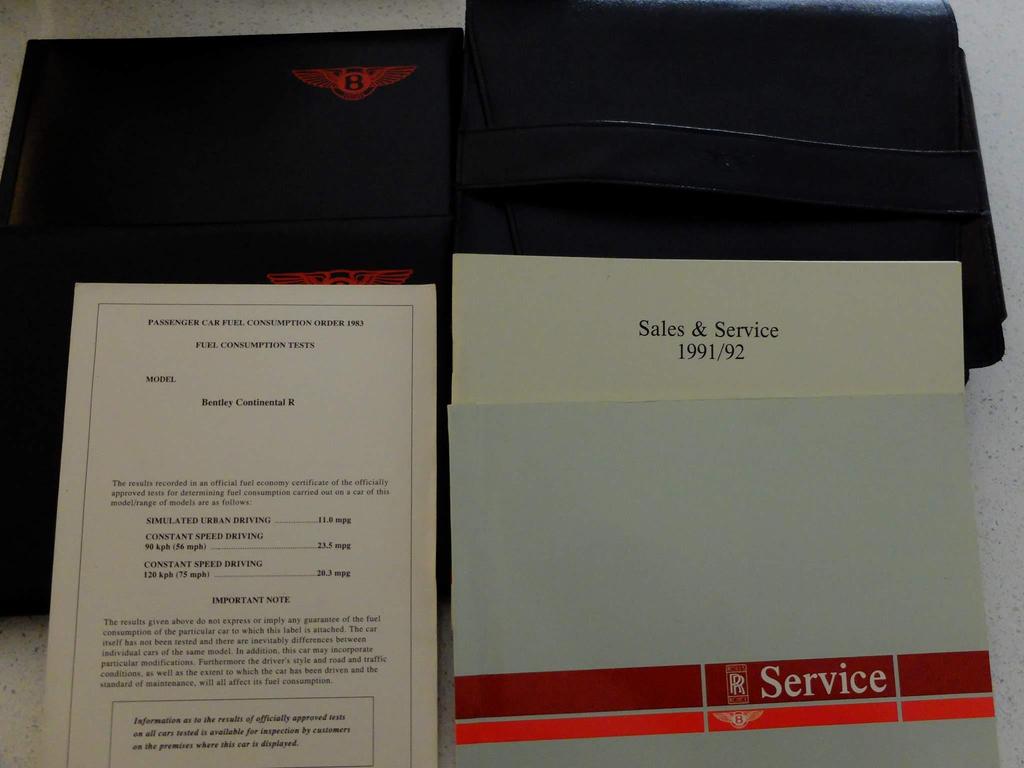 B
PASSENGER CAR FUEL CONSUMPTION ORDER 1983
FUEL CONSUMPTION TESTS
MODEL
Bentley Continental R
The results recorded in an official fuel economy certificate of the officially
approved tests for determining fuel consumption carried out on a car of this
model/range of models are as follows:
SIMULATED URBAN DRIVING ..................11.0 mpg
CONSTANT SPEED DRIVING
90 kph (56 mph) ............................................23.5 mpg
CONSTANT SPEED DRIVING
120 kph (75 mph) ..........................................20.3 mpg
IMPORTANT NOTE
The results given above do not express or imply any guarantee of the fuel
consumption of the particular car to which this label is attached. The car
itself has not been tested and there are inevitably differences between
individual cars of the same model. In addition, this car may incorporate
particular modifications. Furthermore the driver's style and road and traffic
conditions, as well as the extent to which the car has been driven and the
standard of maintenance, will all affect its fuel consumption.
Information as to the results of officially approved tests
on all cars tested is available for inspection by customers
on the premises where this car is displayed.
Sales & Service
1991/92
RR Service
B